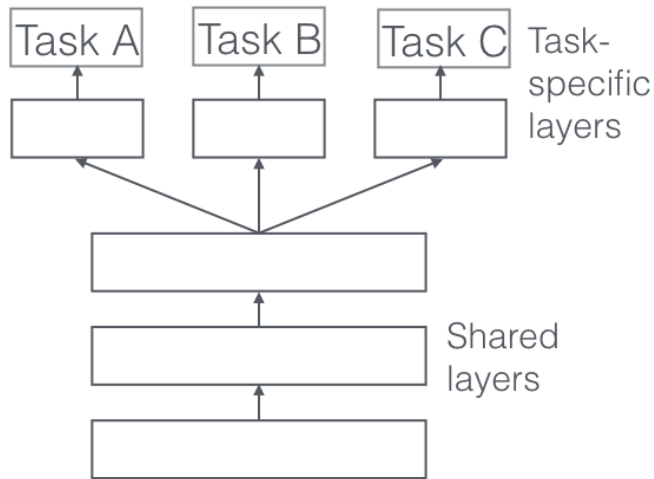 Task A
Task B
Task C
Task-
specific
layers
Shared
layers